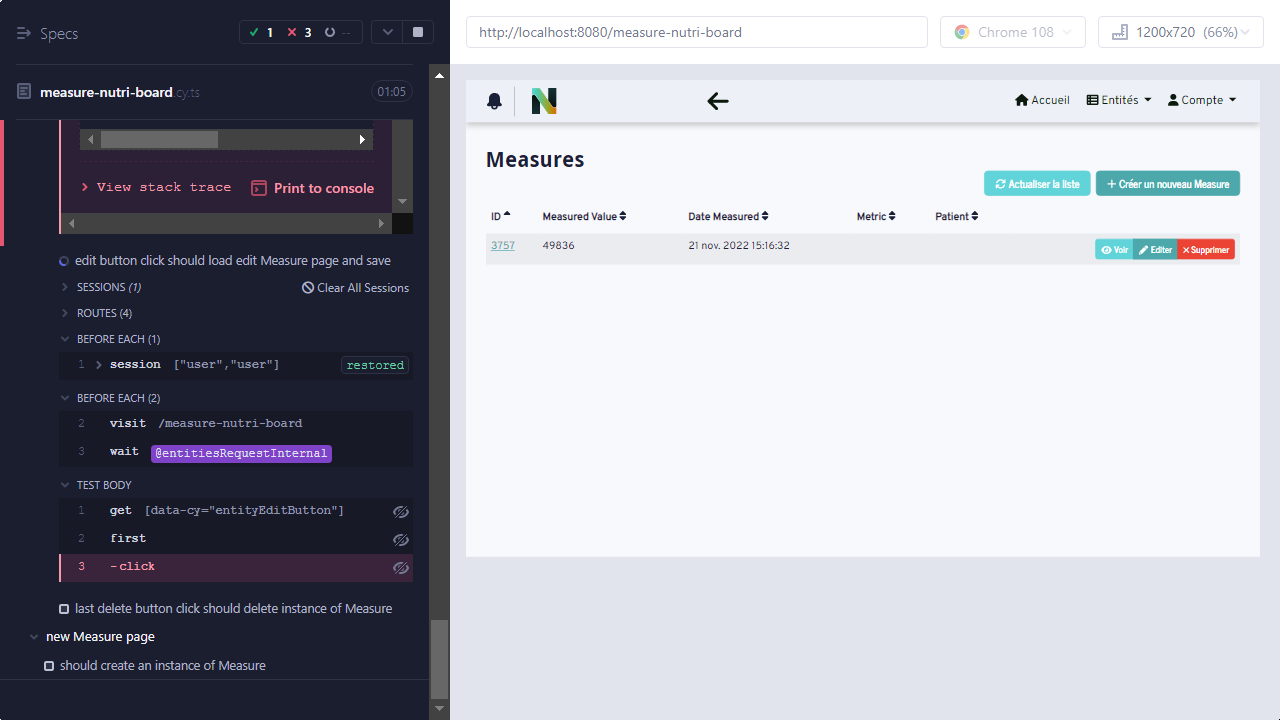 Specs
1 3 --
measure-nutri-board.cy.ts 01:05
View stack trace Print to console
edit button click should load edit Measure page and save
SESSIONS (1) Clear All Sessions
ROUTES (4)
BEFORE EACH (1)
1 session ["user","user"] restored
BEFORE EACH (2)
2 visit /measure-nutri-board
3 wait @entitiesRequestInternal
TEST BODY
1 get [data-cy="entityEditButton"]
2 first
3 -click
last delete button click should delete instance of Measure
new Measure page
should create an instance of Measure
http://localhost:8080/measure-nutri-board
Chrome 108
1200x720 (66%)
Accueil Entités Compte
Measures
Actualiser la liste Créer un nouveau Measure
ID Measured Value Date Measured Metric Patient
3757 49836 21 nov. 2022 15:16:32 Voir Editer Supprimer